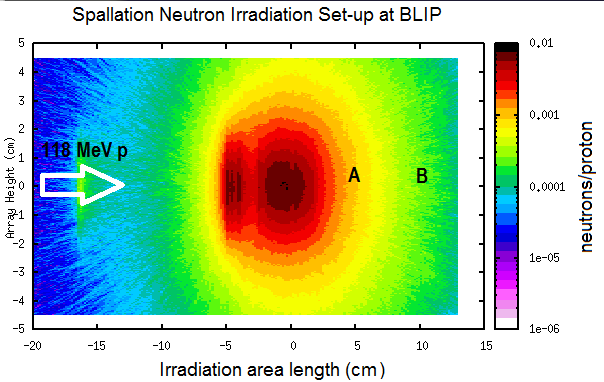 Spallation Neutron Irradiation Set-up at BLIP
5
4
3
2
1
0
-1
-2
-3
-4
-5
Array Height (cm)
118 MeV p
A
B
-20
-15
-10
-5
0
5
10
15
Irradiation area length (cm)
0.01
0.001
0.0001
1e-05
1e-06
neutrons/proton